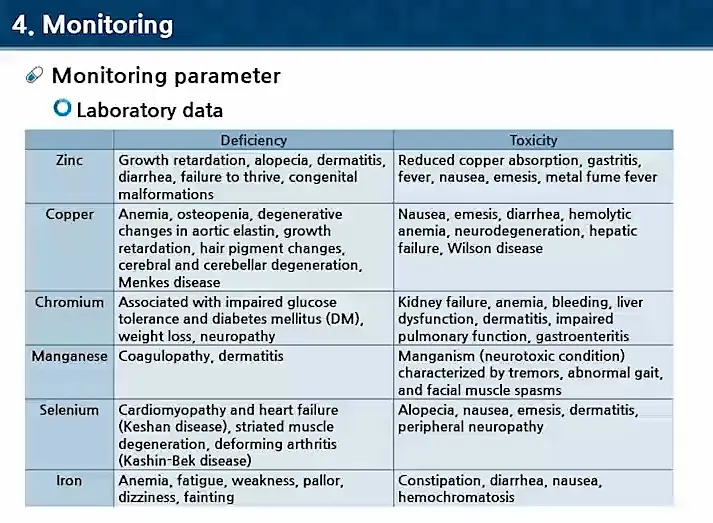 4. Monitoring
Monitoring parameter
Laboratory data
Deficiency Toxicity
Zinc
Growth retardation, alopecia, dermatitis,
diarrhea, failure to thrive, congenital
malformations
Reduced copper absorption, gastritis,
fever, nausea, emesis, metal fume fever
Copper
Anemia, osteopenia, degenerative
changes in aortic elastin, growth
retardation, hair pigment changes,
cerebral and cerebellar degeneration,
Menkes disease
Nausea, emesis, diarrhea, hemolytic
anemia, neurodegeneration, hepatic
failure, Wilson disease
Chromium
Associated with impaired glucose
tolerance and diabetes mellitus (DM),
weight loss, neuropathy
Kidney failure, anemia, bleeding, liver
dysfunction, dermatitis, impaired
pulmonary function, gastroenteritis
Manganese
Coagulopathy, dermatitis
Manganism (neurotoxic condition)
characterized by tremors, abnormal gait,
and facial muscle spasms
Selenium
Cardiomyopathy and heart failure
(Keshan disease), striated muscle
degeneration, deforming arthritis
(Kashin-Bek disease)
Alopecia, nausea, emesis, dermatitis,
peripheral neuropathy
Iron
Anemia, fatigue, weakness, pallor,
dizziness, fainting
Constipation, diarrhea, nausea,
hemochromatosis